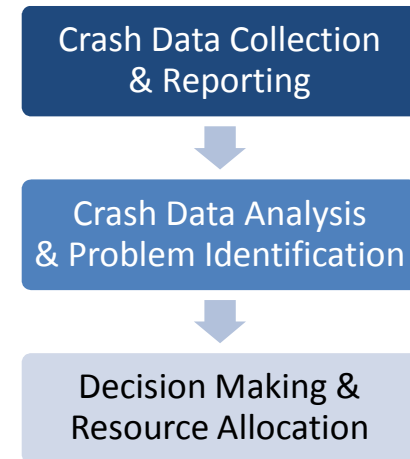 Crash Data Collection
& Reporting
Crash Data Analysis
& Problem Identification
Decision Making &
Resource Allocation